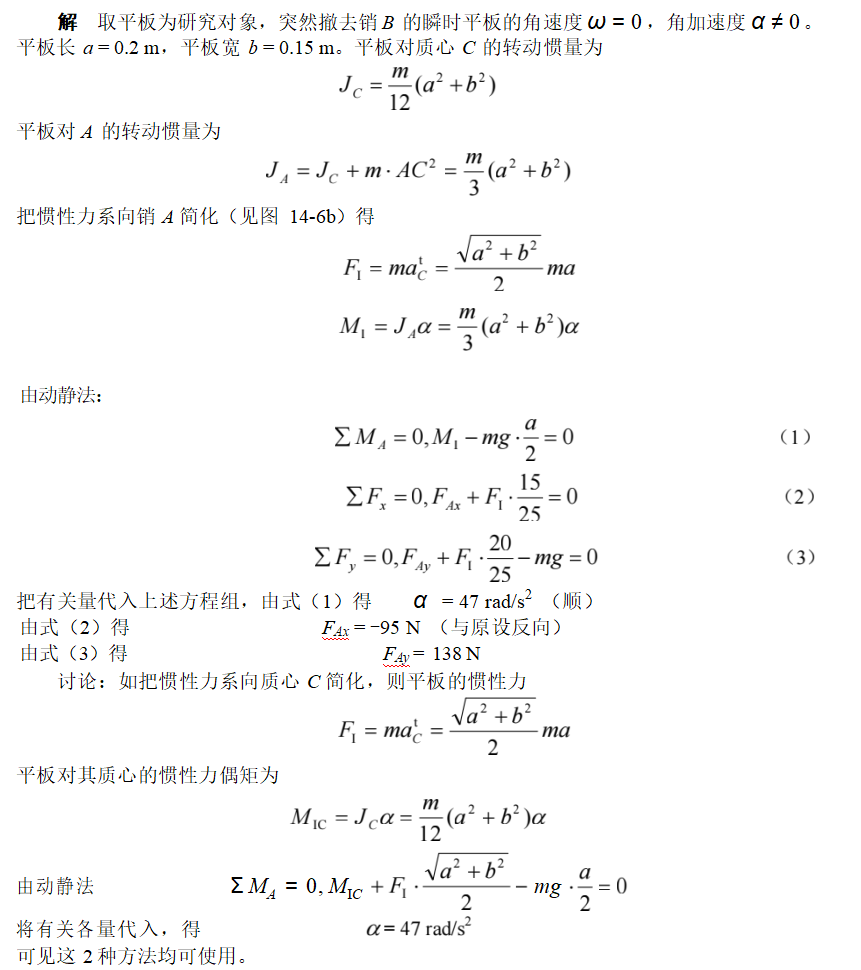 解 取平板为研究对象，突然撤去销 B 的瞬时平板的角速度 ω = 0，角加速度 α ≠ 0。
平板长 a = 0.2 m，平板宽 b = 0.15 m。平板对质心 C 的转动惯量为
J_C = m/12 (a² + b²)
平板对 A 的转动惯量为
J_A = J_C + m · AC² = m/3 (a² + b²)
把惯性力系向销 A 简化（见图 14-6b）得
F_I = ma_C^t = √(a² + b²)/2 ma
M_I = J_A α = m/3 (a² + b²)α
由动静法：
ΣM_A = 0, M_I − mg · a/2 = 0 （1）
ΣF_x = 0, F_Ax + F_I · 15/25 = 0 （2）
ΣF_y = 0, F_Ay + F_I · 20/25 − mg = 0 （3）
把有关量代入上述方程组，由式（1）得 α = 47 rad/s² （顺）
由式（2）得 F_Ax = −95 N （与原设反向）
由式（3）得 F_Ay = 138 N
讨论：如把惯性力系向质心 C 简化，则平板的惯性力
F_I = ma_C^t = √(a² + b²)/2 ma
平板对其质心的惯性力偶矩为
M_IC = J_C α = m/12 (a² + b²)α
由动静法 ΣM_A = 0, M_IC + F_I · √(a² + b²)/2 − mg · a/2 = 0
将有关各量代入，得 α = 47 rad/s²
可见这 2 种方法均可使用。